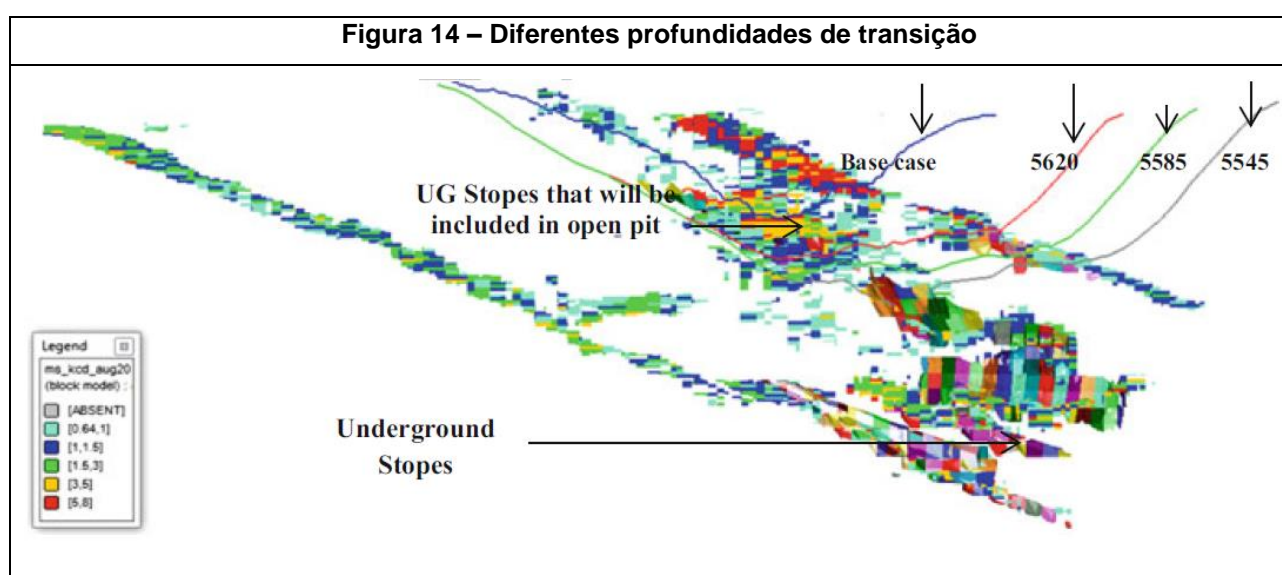 Figura 14 – Diferentes profundidades de transição
Base case
5620
5585
5545
UG Stopes that will be
included in open pit
Legend
ms_kcd_aug20
(block model) :
[ABSENT]
[0.64,1]
[1,1.5]
[1.5,3]
[3,5]
[5,8]
Underground
Stopes